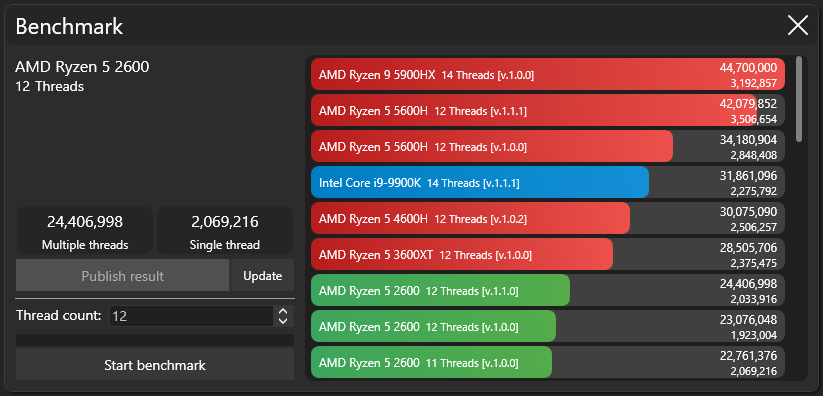 Benchmark
AMD Ryzen 5 2600
12 Threads
24,406,998
Multiple threads
2,069,216
Single thread
Publish result
Update
Thread count: 12
Start benchmark
AMD Ryzen 9 5900HX 14 Threads [v.1.0.0]
44,700,000
3,192,857
AMD Ryzen 5 5600H 12 Threads [v.1.1.1]
42,079,852
3,506,654
AMD Ryzen 5 5600H 12 Threads [v.1.0.0]
34,180,904
2,848,408
Intel Core i9-9900K 14 Threads [v.1.1.1]
31,861,096
2,275,792
AMD Ryzen 5 4600H 12 Threads [v.1.0.2]
30,075,090
2,506,257
AMD Ryzen 5 3600XT 12 Threads [v.1.0.0]
28,505,706
2,375,475
AMD Ryzen 5 2600 12 Threads [v.1.1.0]
24,406,998
2,033,916
AMD Ryzen 5 2600 12 Threads [v.1.0.0]
23,076,048
1,923,004
AMD Ryzen 5 2600 11 Threads [v.1.0.0]
22,761,376
2,069,216